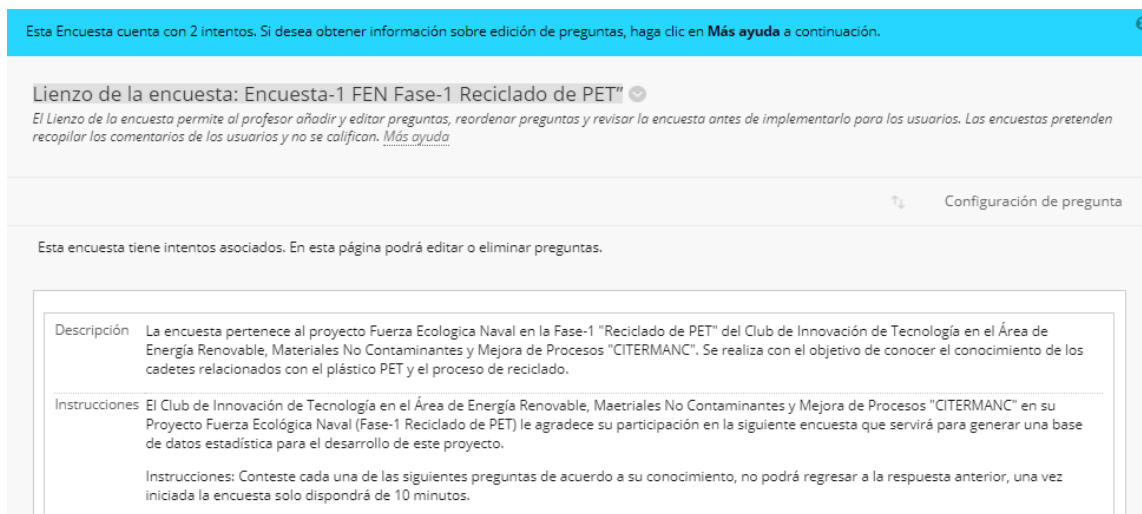 Esta Encuesta cuenta con 2 intentos. Si desea obtener información sobre edición de preguntas, haga clic en Más ayuda a continuación.
Lienzo de la encuesta: Encuesta-1 FEN Fase-1 Reciclado de PET”
El Lienzo de la encuesta permite al profesor añadir y editar preguntas, reordenar preguntas y revisar la encuesta antes de implementarlo para los usuarios. Las encuestas pretenden
recopilar los comentarios de los usuarios y no se califican. Más ayuda
Configuración de pregunta
Esta encuesta tiene intentos asociados. En esta página podrá editar o eliminar preguntas.
Descripción La encuesta pertenece al proyecto Fuerza Ecologica Naval en la Fase-1 "Reciclado de PET" del Club de Innovación de Tecnología en el Área de
Energía Renovable, Materiales No Contaminantes y Mejora de Procesos "CITERMANC". Se realiza con el objetivo de conocer el conocimiento de los
cadetes relacionados con el plástico PET y el proceso de reciclado.
Instrucciones El Club de Innovación de Tecnología en el Área de Energía Renovable, Maetriales No Contaminantes y Mejora de Procesos "CITERMANC" en su
Proyecto Fuerza Ecológica Naval (Fase-1 Reciclado de PET) le agradece su participación en la siguiente encuesta que servirá para generar una base
de datos estadística para el desarrollo de este proyecto.
Instrucciones: Conteste cada una de las siguientes preguntas de acuerdo a su conocimiento, no podrá regresar a la respuesta anterior, una vez
iniciada la encuesta solo dispondrá de 10 minutos.